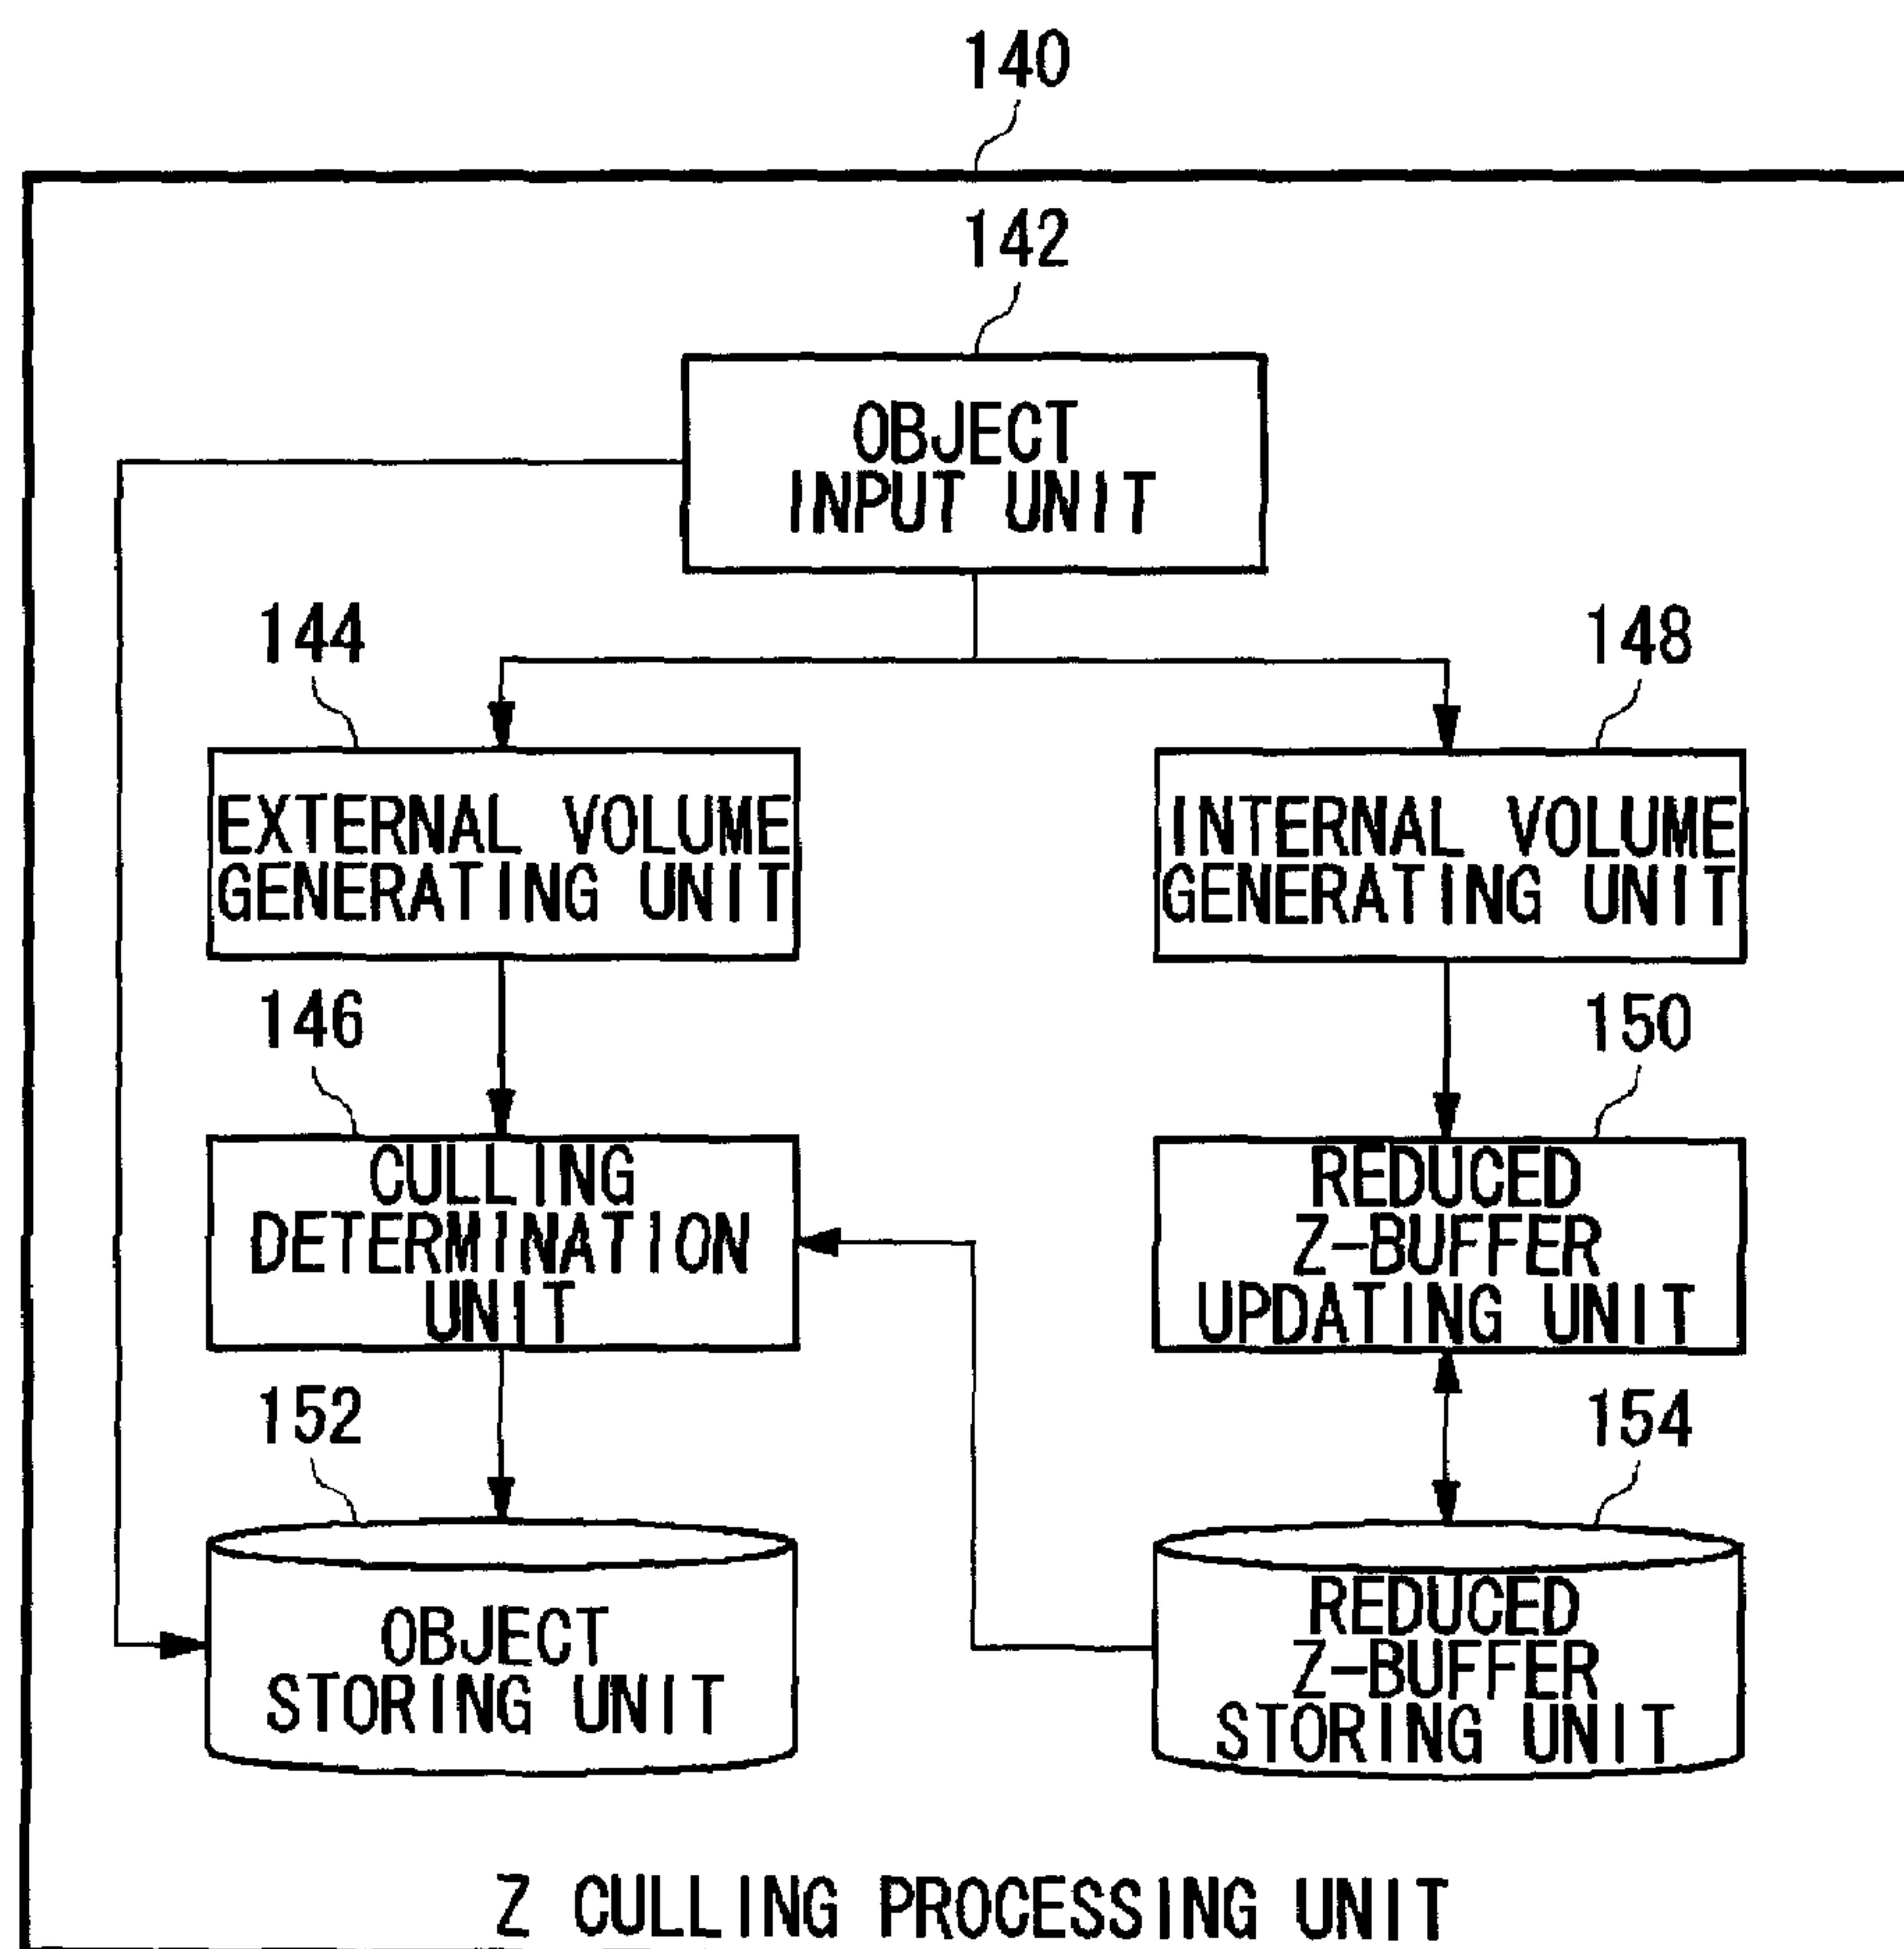 140
142
OBJECT
INPUT UNIT
144
148
EXTERNAL VOLUME
GENERATING UNIT
INTERNAL VOLUME
GENERATING UNIT
146
150
CULLING
DETERMINATION
UNIT
REDUCED
Z-BUFFER
UPDATING UNIT
152
154
OBJECT
STORING UNIT
REDUCED
Z-BUFFER
STORING UNIT
Z CULLING PROCESSING UNIT